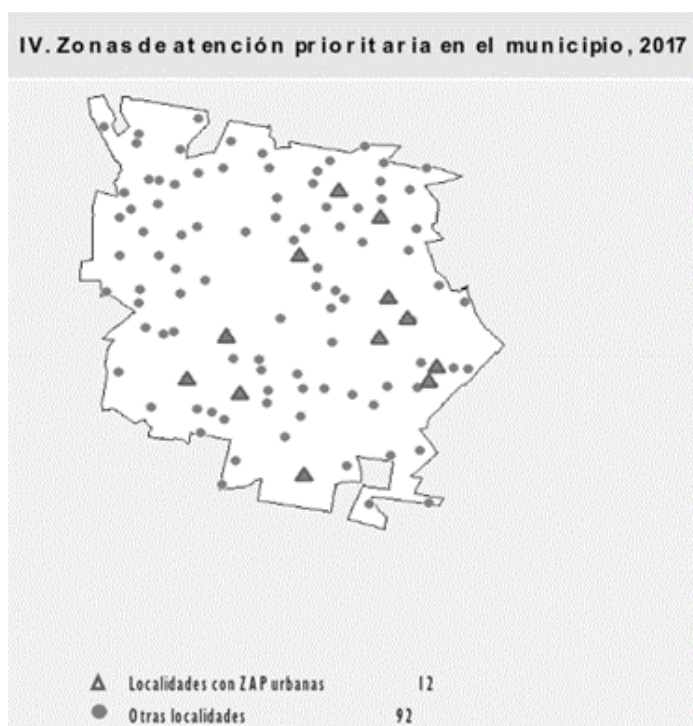 IV. Zonas de atención prioritaria en el municipio, 2017
Localidades con ZAP urbanas 12
Otras localidades 92